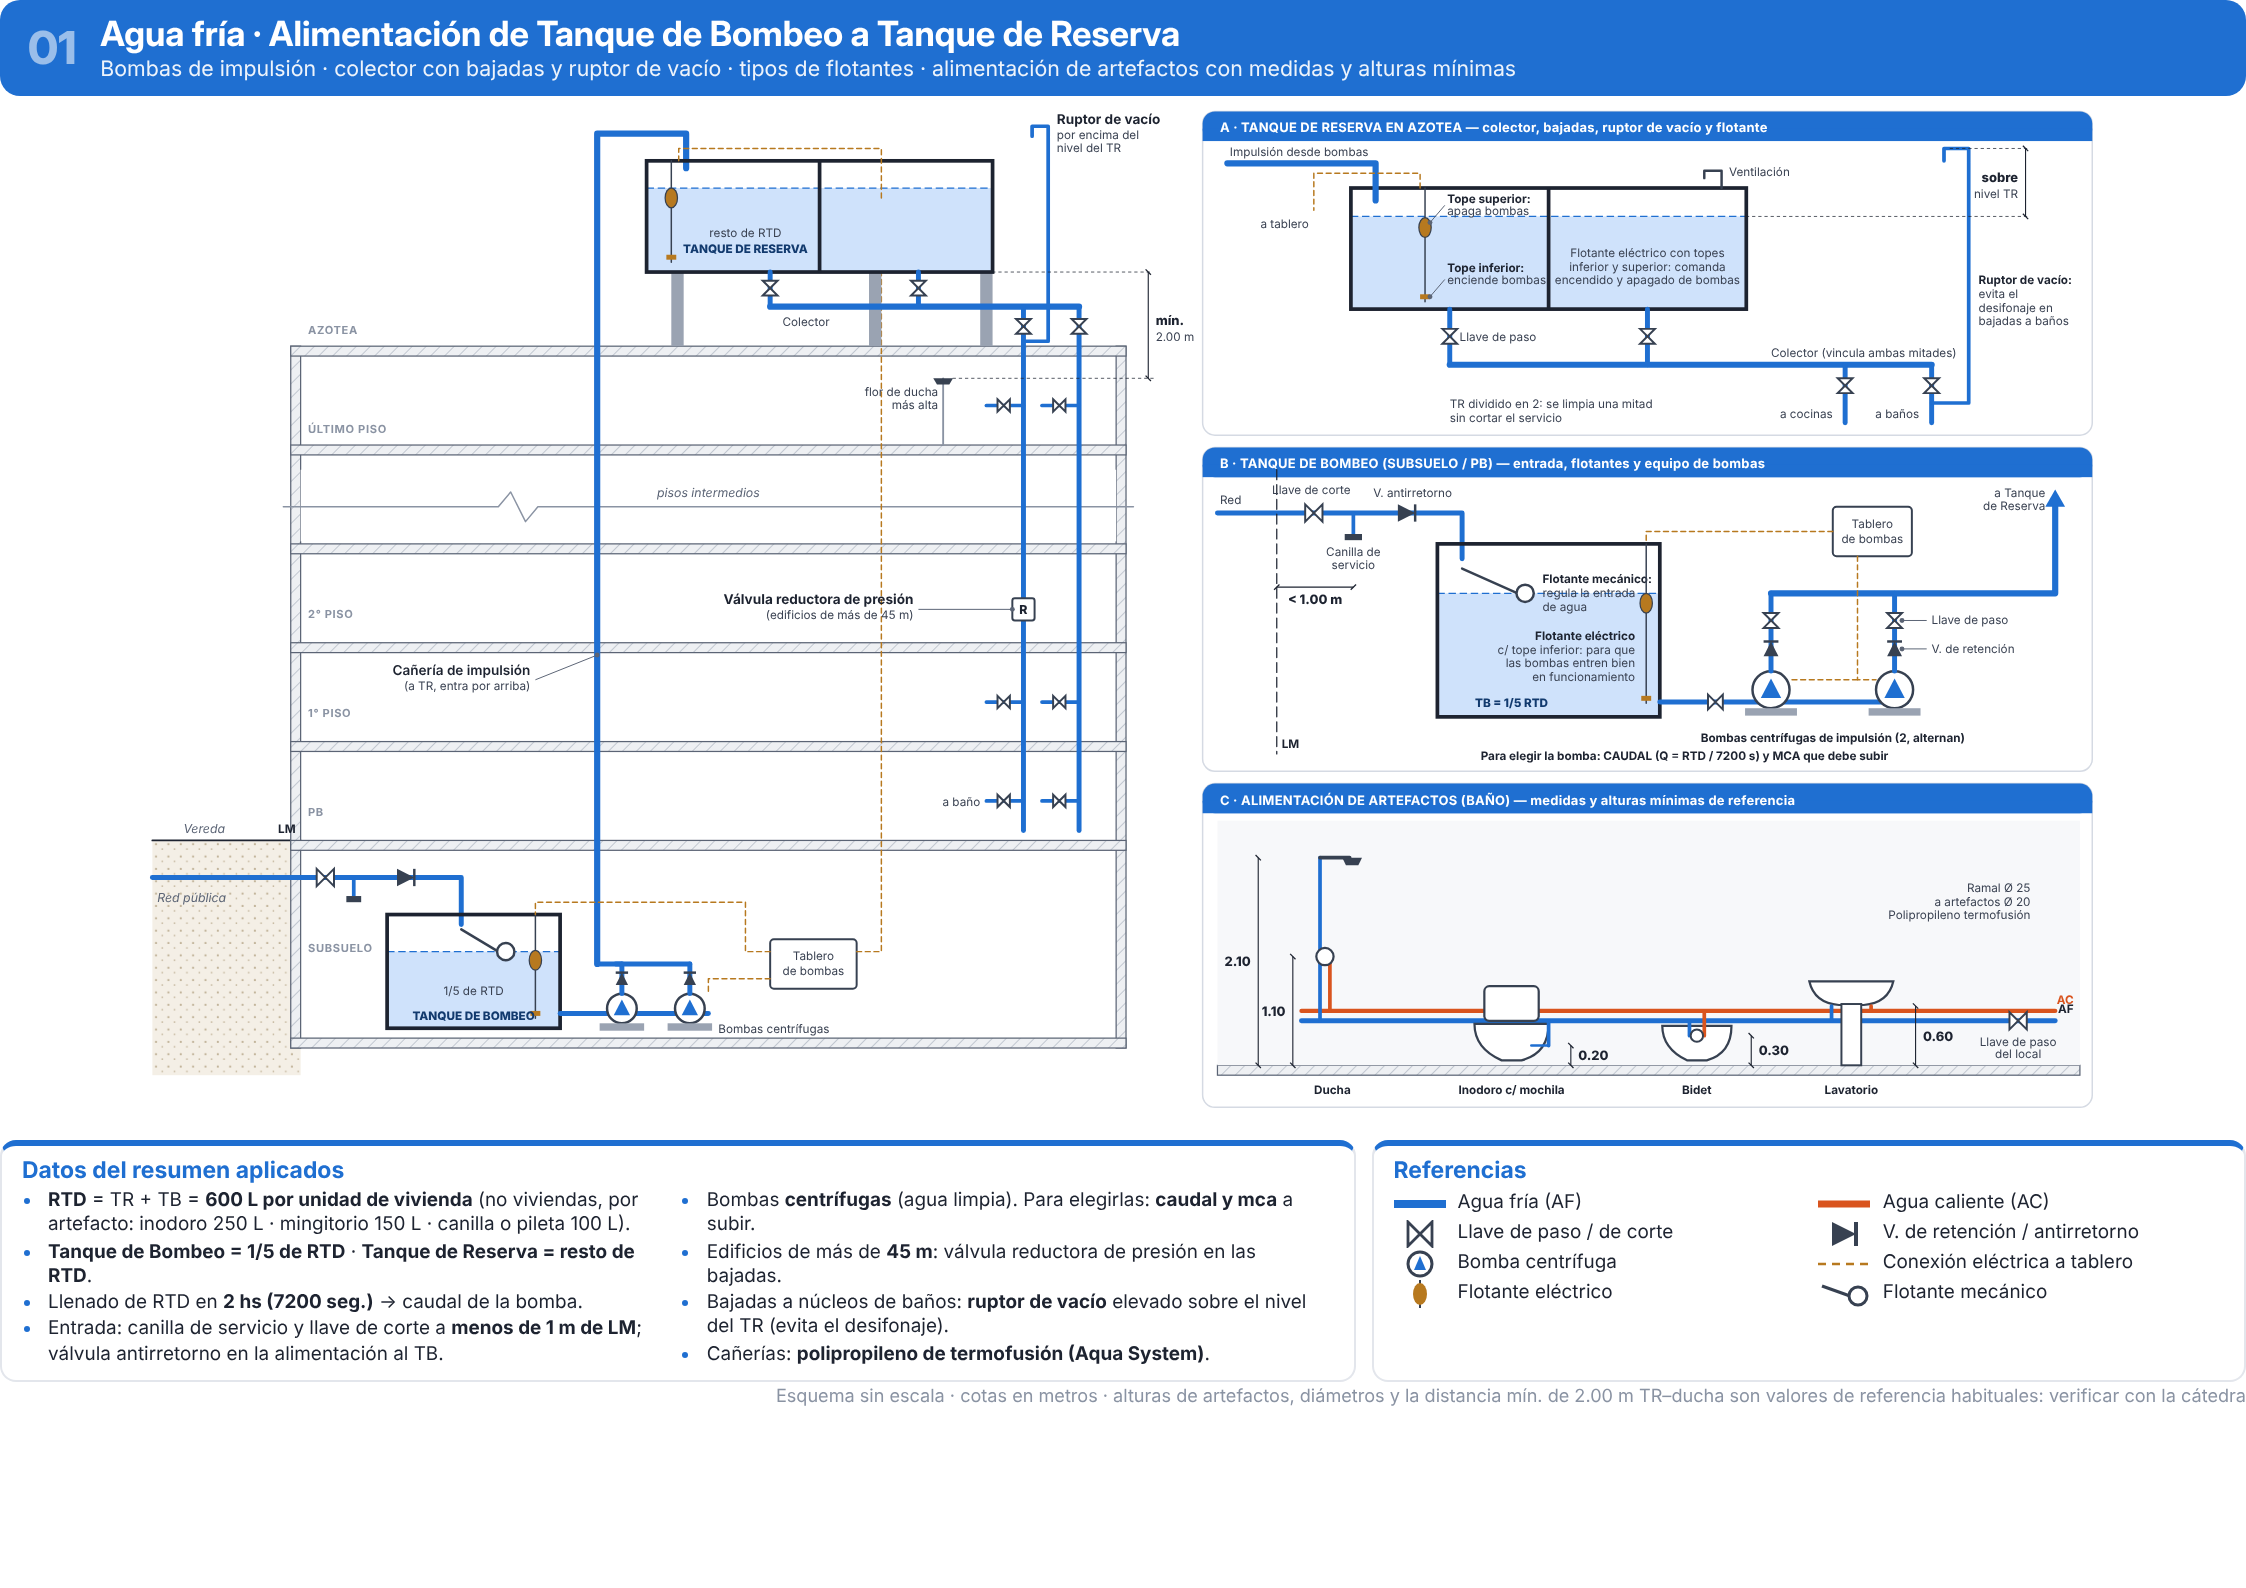 01
Agua fría · Alimentación de Tanque de Bombeo a Tanque de Reserva
Bombas de impulsión · colector con bajadas y ruptor de vacío · tipos de flotantes · alimentación de artefactos con medidas y alturas mínimas
Ruptor de vacío
por encima del
nivel del TR
resto de RTD
TANQUE DE RESERVA
Colector
mín.
2.00 m
AZOTEA
flor de ducha
más alta
ÚLTIMO PISO
pisos intermedios
Válvula reductora de presión
(edificios de más de 45 m)
R
2° PISO
Cañería de impulsión
(a TR, entra por arriba)
1° PISO
a baño
PB
Vereda
LM
Red pública
SUBSUELO
1/5 de RTD
TANQUE DE BOMBEO
Tablero
de bombas
Bombas centrífugas
A · TANQUE DE RESERVA EN AZOTEA — colector, bajadas, ruptor de vacío y flotante
Impulsión desde bombas
Ventilación
sobre
nivel TR
a tablero
Tope superior:
apaga bombas
Tope inferior:
enciende bombas
Flotante eléctrico con topes
inferior y superior: comanda
encendido y apagado de bombas
Ruptor de vacío:
evita el
desifonaje en
bajadas a baños
Llave de paso
Colector (vincula ambas mitades)
TR dividido en 2: se limpia una mitad
sin cortar el servicio
a cocinas
a baños
B · TANQUE DE BOMBEO (SUBSUELO / PB) — entrada, flotantes y equipo de bombas
Red
Llave de corte
V. antirretorno
a Tanque
de Reserva
Tablero
de bombas
Canilla de
servicio
< 1.00 m
Flotante mecánico:
regula la entrada
de agua
Flotante eléctrico
c/ tope inferior: para que
las bombas entren bien
en funcionamiento
TB = 1/5 RTD
Llave de paso
V. de retención
LM
Bombas centrífugas de impulsión (2, alternan)
Para elegir la bomba: CAUDAL (Q = RTD / 7200 s) y MCA que debe subir
C · ALIMENTACIÓN DE ARTEFACTOS (BAÑO) — medidas y alturas mínimas de referencia
Ramal Ø 25
a artefactos Ø 20
Polipropileno termofusión
2.10
1.10
AC
AF
0.20
0.30
0.60
Llave de paso
del local
Ducha
Inodoro c/ mochila
Bidet
Lavatorio
Datos del resumen aplicados
• RTD = TR + TB = 600 L por unidad de vivienda (no viviendas, por
artefacto: inodoro 250 L · mingitorio 150 L · canilla o pileta 100 L).
• Tanque de Bombeo = 1/5 de RTD · Tanque de Reserva = resto de
RTD.
• Llenado de RTD en 2 hs (7200 seg.) → caudal de la bomba.
• Entrada: canilla de servicio y llave de corte a menos de 1 m de LM;
válvula antirretorno en la alimentación al TB.
• Bombas centrífugas (agua limpia). Para elegirlas: caudal y mca a
subir.
• Edificios de más de 45 m: válvula reductora de presión en las
bajadas.
• Bajadas a núcleos de baños: ruptor de vacío elevado sobre el nivel
del TR (evita el desifonaje).
• Cañerías: polipropileno de termofusión (Aqua System).
Referencias
Agua fría (AF)
Agua caliente (AC)
Llave de paso / de corte
V. de retención / antirretorno
Bomba centrífuga
Conexión eléctrica a tablero
Flotante eléctrico
Flotante mecánico
Esquema sin escala · cotas en metros · alturas de artefactos, diámetros y la distancia mín. de 2.00 m TR–ducha son valores de referencia habituales: verificar con la cátedra